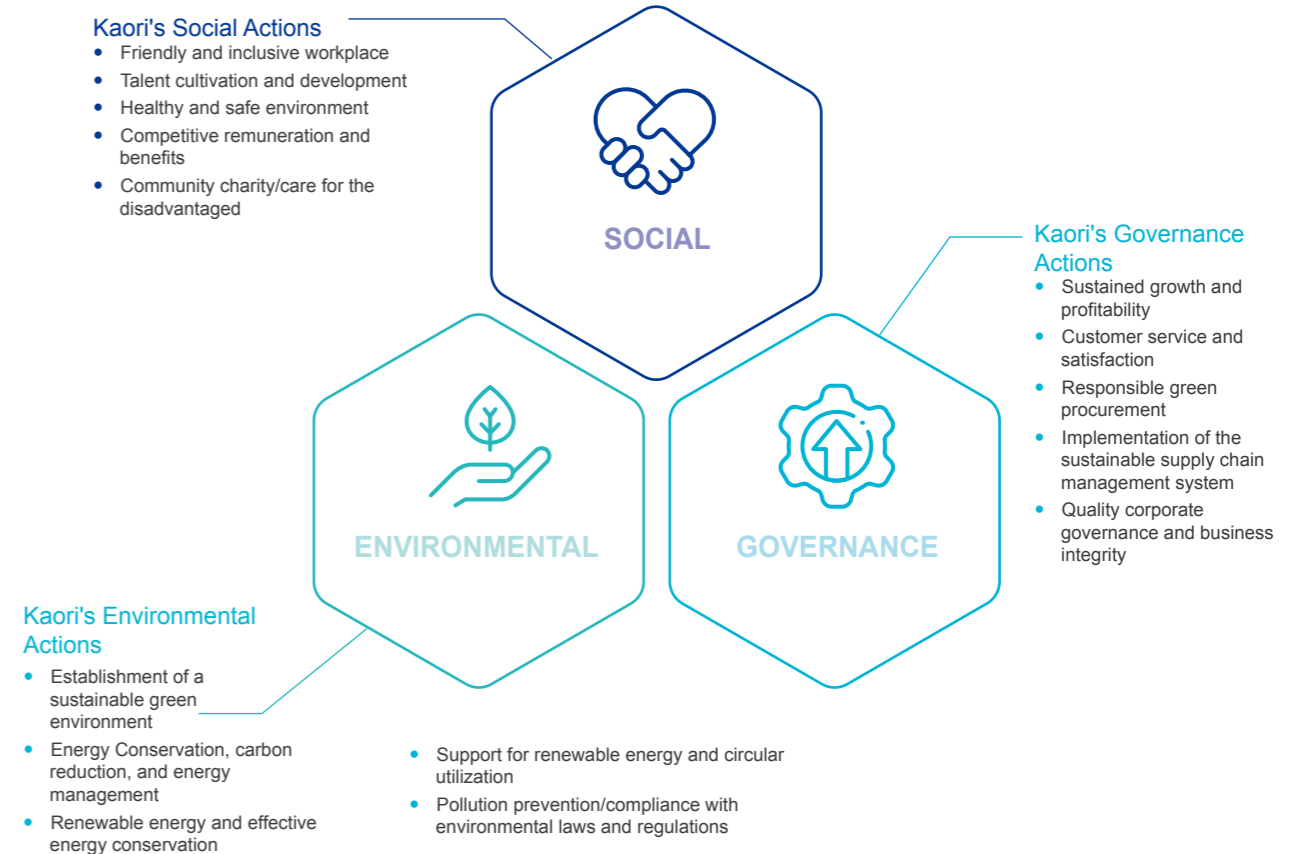 Kaori's Social Actions
• Friendly and inclusive workplace
• Talent cultivation and development
• Healthy and safe environment
• Competitive remuneration and
benefits
• Community charity/care for the
disadvantaged
SOCIAL
Kaori's Governance
Actions
• Sustained growth and
profitability
• Customer service and
satisfaction
• Responsible green
procurement
• Implementation of the
sustainable supply chain
management system
• Quality corporate
governance and business
integrity
ENVIRONMENTAL
GOVERNANCE
Kaori's Environmental
Actions
• Establishment of a
sustainable green
environment
• Energy Conservation, carbon
reduction, and energy
management
• Renewable energy and effective
energy conservation
• Support for renewable energy and circular
utilization
• Pollution prevention/compliance with
environmental laws and regulations